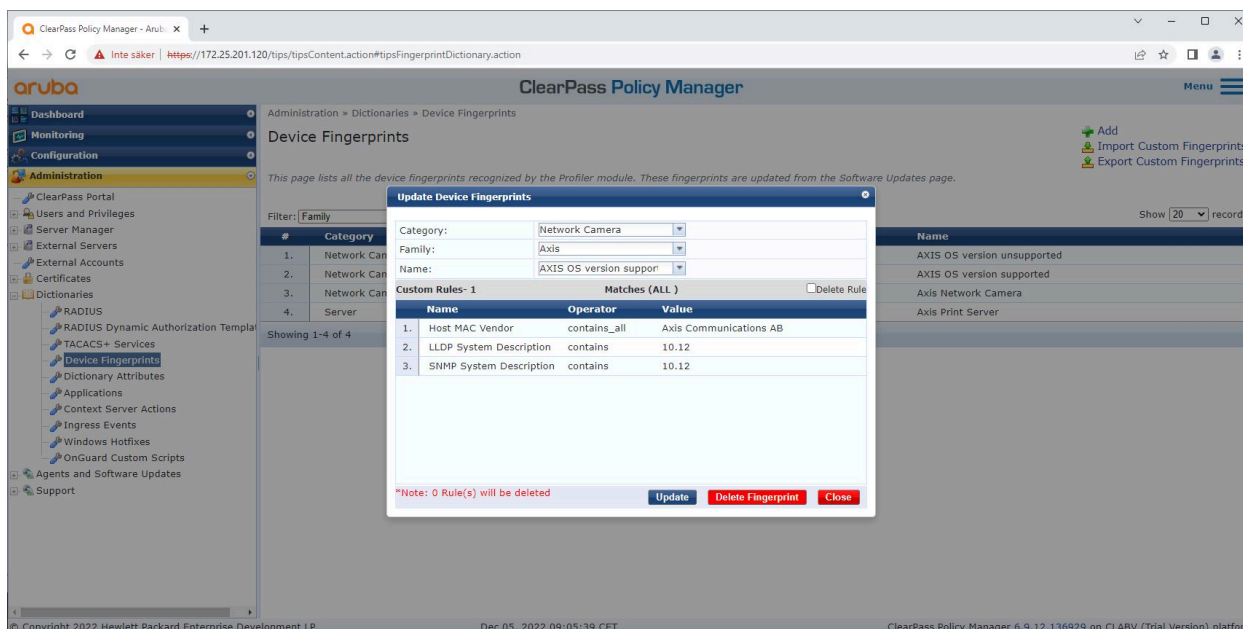 ClearPass Policy Manager - Arub
Inte säker | https://172.25.201.120/tips/tipsContent.action#tipsFingerprintDictionary.action
aruba
ClearPass Policy Manager
Menu
Dashboard
Monitoring
Configuration
Administration
ClearPass Portal
Users and Privileges
Server Manager
External Servers
External Accounts
Certificates
Dictionaries
RADIUS
RADIUS Dynamic Authorization Templat
TACACS+ Services
Device Fingerprints
Dictionary Attributes
Applications
Context Server Actions
Ingress Events
Windows Hotfixes
OnGuard Custom Scripts
Agents and Software Updates
Support
Administration » Dictionaries » Device Fingerprints
Device Fingerprints
Add
Import Custom Fingerprints
Export Custom Fingerprints
This page lists all the device fingerprints recognized by the Profiler module. These fingerprints are updated from the Software Updates page.
Filter: Family
Show 20 record
# Category Name
1. Network Can AXIS OS version unsupported
2. Network Can AXIS OS version supported
3. Network Can Axis Network Camera
4. Server Axis Print Server
Showing 1-4 of 4
Update Device Fingerprints
Category: Network Camera
Family: Axis
Name: AXIS OS version suppor
Custom Rules- 1 Matches (ALL ) Delete Rule
Name Operator Value
1. Host MAC Vendor contains_all Axis Communications AB
2. LLDP System Description contains 10.12
3. SNMP System Description contains 10.12
*Note: 0 Rule(s) will be deleted
Update Delete Fingerprint Close
© Copyright 2022 Hewlett Packard Enterprise Development LP Dec 05, 2022 09:05:39 CET ClearPass Policy Manager 6.9.12.136929 on CLABV (Trial Version) platfor